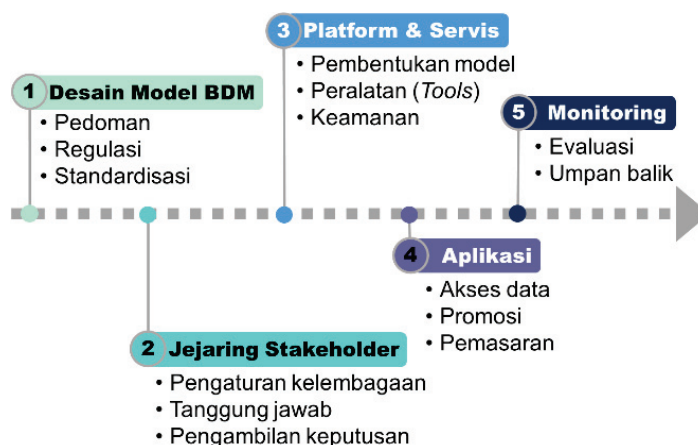 1 Desain Model BDM
• Pedoman
• Regulasi
• Standardisasi
2 Jejaring Stakeholder
• Pengaturan kelembagaan
• Tanggung jawab
• Pengambilan keputusan
3 Platform & Servis
• Pembentukan model
• Peralatan (Tools)
• Keamanan
4 Aplikasi
• Akses data
• Promosi
• Pemasaran
5 Monitoring
• Evaluasi
• Umpan balik